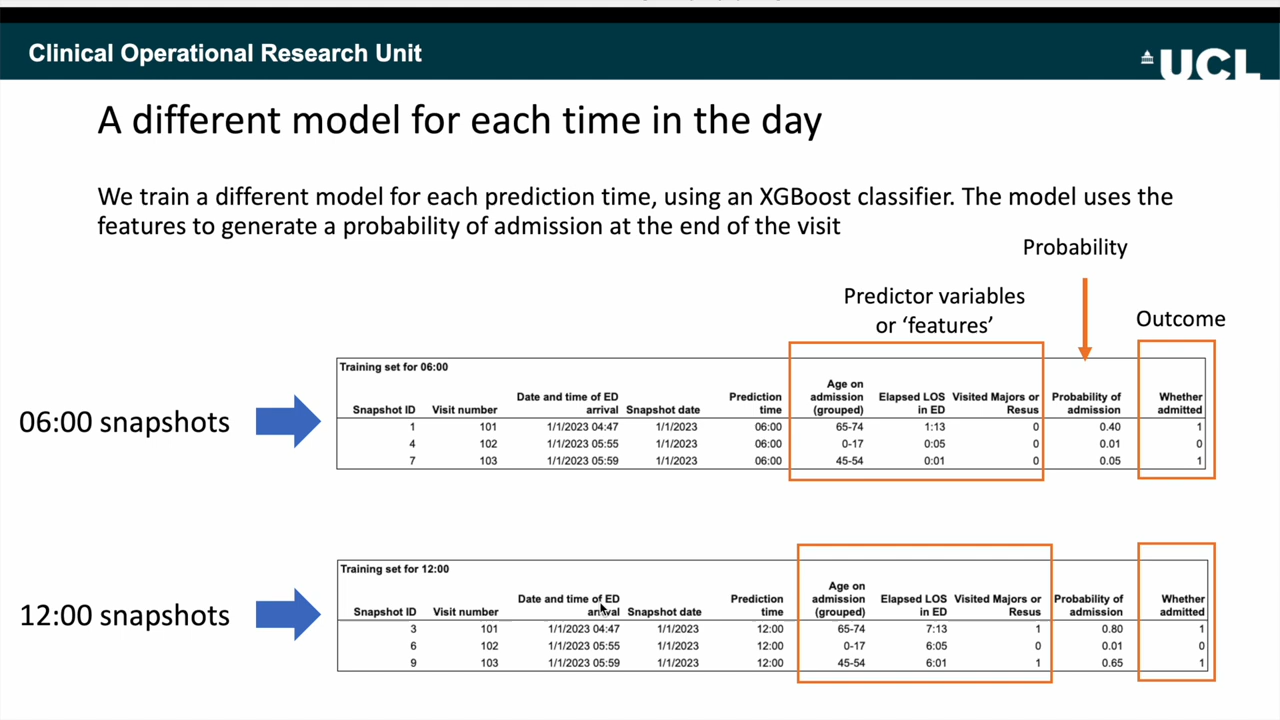 Clinical Operational Research Unit
UCL
A different model for each time in the day
We train a different model for each prediction time, using an XGBoost classifier. The model uses the
features to generate a probability of admission at the end of the visit
Probability
Predictor variables
or ‘features’
Outcome
06:00 snapshots
Training set for 06:00
Snapshot ID Visit number Date and time of ED arrival Snapshot date Prediction time Age on admission (grouped) Elapsed LOS in ED Visited Majors or Resus Probability of admission Whether admitted
1 101 1/1/2023 04:47 1/1/2023 06:00 65-74 1:13 0 0.40 1
4 102 1/1/2023 05:55 1/1/2023 06:00 0-17 0:05 0 0.01 0
7 103 1/1/2023 05:59 1/1/2023 06:00 45-54 0:01 0 0.05 1
12:00 snapshots
Training set for 12:00
Snapshot ID Visit number Date and time of ED arrival Snapshot date Prediction time Age on admission (grouped) Elapsed LOS in ED Visited Majors or Resus Probability of admission Whether admitted
3 101 1/1/2023 04:47 1/1/2023 12:00 65-74 7:13 1 0.80 1
6 102 1/1/2023 05:55 1/1/2023 12:00 0-17 6:05 0 0.01 0
9 103 1/1/2023 05:59 1/1/2023 12:00 45-54 6:01 1 0.65 1